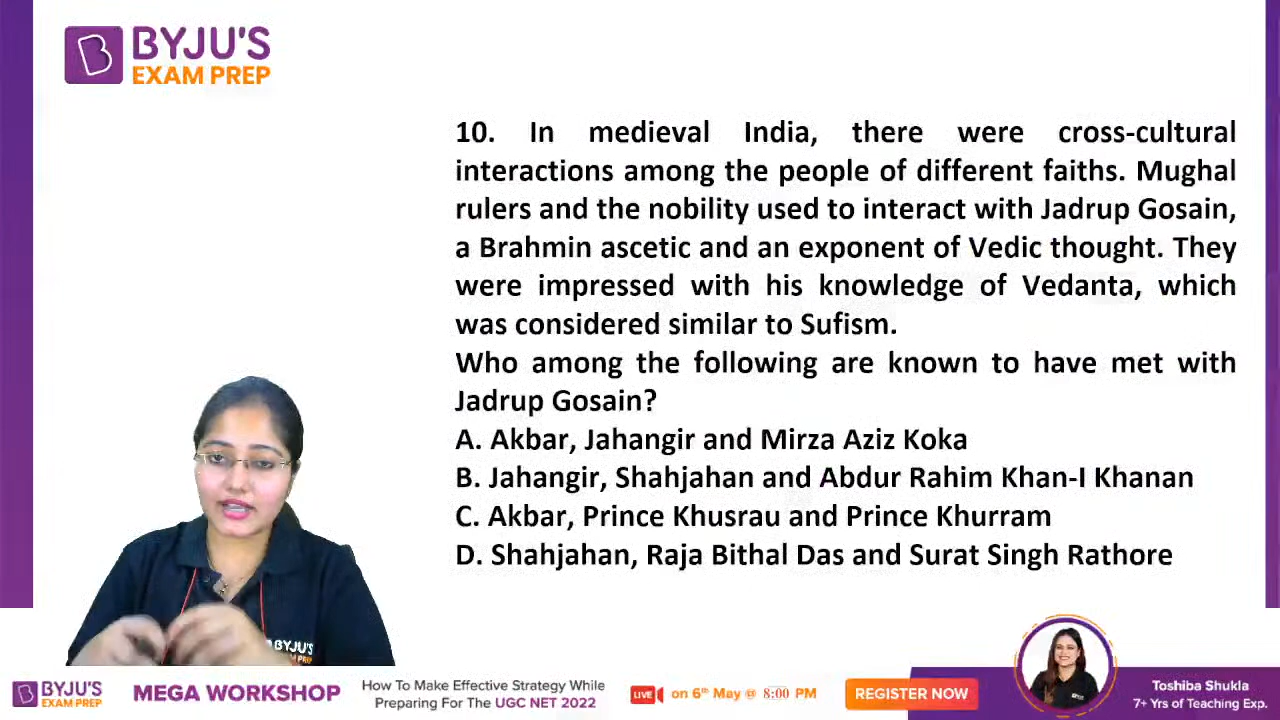 BYJU'S
EXAM PREP
10. In medieval India, there were cross-cultural
interactions among the people of different faiths. Mughal
rulers and the nobility used to interact with Jadrup Gosain,
a Brahmin ascetic and an exponent of Vedic thought. They
were impressed with his knowledge of Vedanta, which
was considered similar to Sufism.
Who among the following are known to have met with
Jadrup Gosain?
A. Akbar, Jahangir and Mirza Aziz Koka
B. Jahangir, Shahjahan and Abdur Rahim Khan-I Khanan
C. Akbar, Prince Khusrau and Prince Khurram
D. Shahjahan, Raja Bithal Das and Surat Singh Rathore
BYJU'S
BYJU'S
EXAM PREP
MEGA WORKSHOP
How To Make Effective Strategy While
Preparing For The UGC NET 2022
LIVE on 6th May @ 8:00 PM
REGISTER NOW
Toshiba Shukla
7+ Yrs of Teaching Exp.